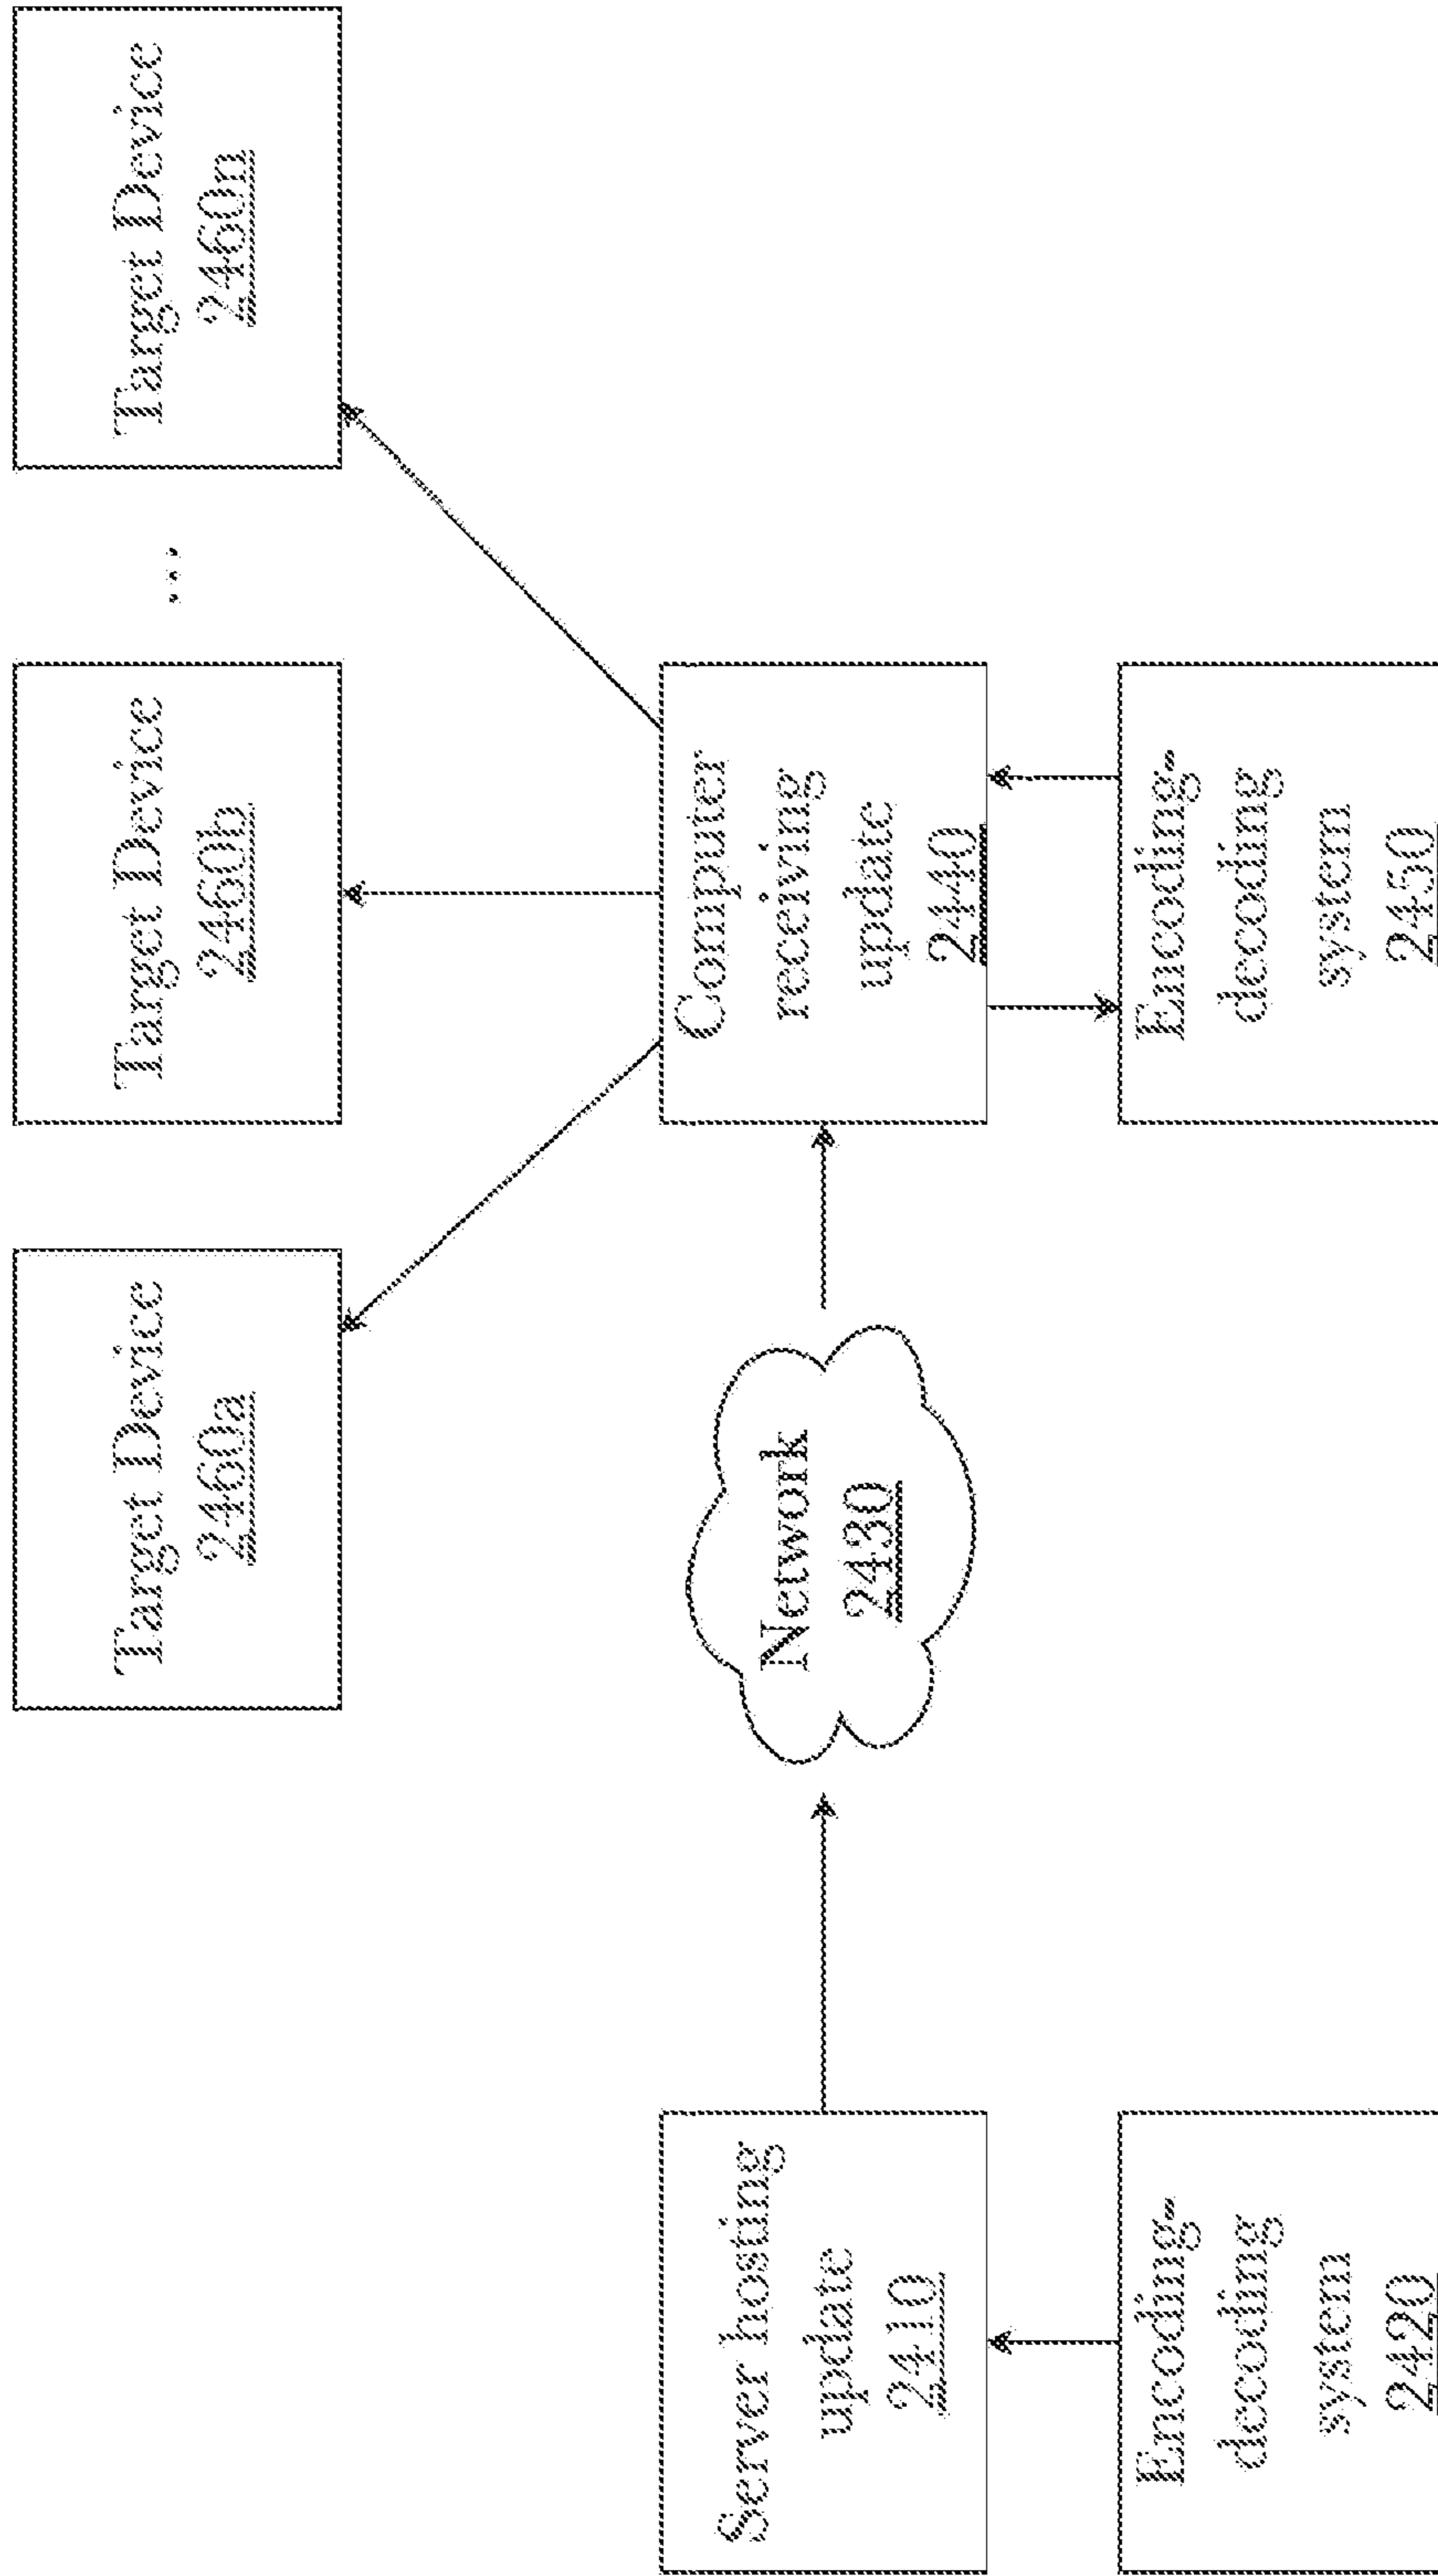 Target Device
2460a
Target Device
2460b
...
Target Device
2460n
Server hosting
update
2410
Network
2430
Computer
receiving
update
2440
Encoding-
decoding
system
2420
Encoding-
decoding
system
2450